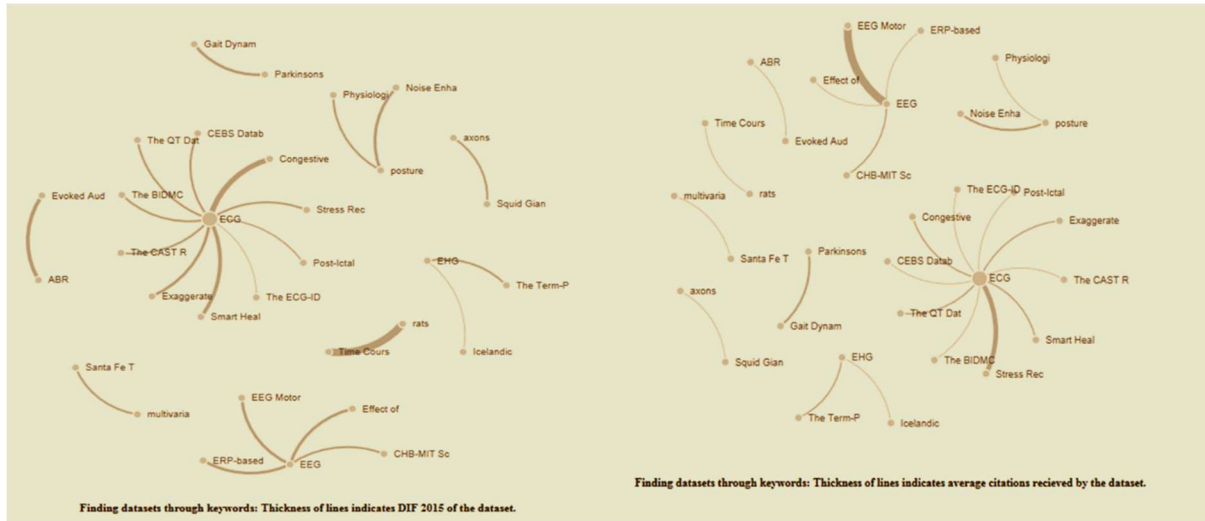 Gait Dynam
Parkinsons
Physiologi
Noise Enha
The QT Dat
CEBS Datab
axons
Congestive
posture
Evoked Aud
The BIDMC
Squid Gian
Stress Rec
ECG
The CAST R
Post-Ictal
EHG
ABR
The Term-P
Exaggerate
The ECG-ID
Smart Heal
rats
Time Cours
Icelandic
Santa Fe T
multivaria
EEG Motor
Effect of
CHB-MIT Sc
ERP-based
EEG
Finding datasets through keywords: Thickness of lines indicates DIF 2015 of the dataset.
EEG Motor
ERP-based
ABR
Physiologi
Effect of
EEG
Noise Enha
Time Cours
posture
Evoked Aud
CHB-MIT Sc
multivaria
rats
The ECG-ID
Post-Ictal
Congestive
Exaggerate
Parkinsons
Santa Fe T
CEBS Datab
ECG
The CAST R
axons
The QT Dat
Gait Dynam
Smart Heal
Squid Gian
EHG
The BIDMC
Stress Rec
The Term-P
Icelandic
Finding datasets through keywords: Thickness of lines indicates average citations recieved by the dataset.